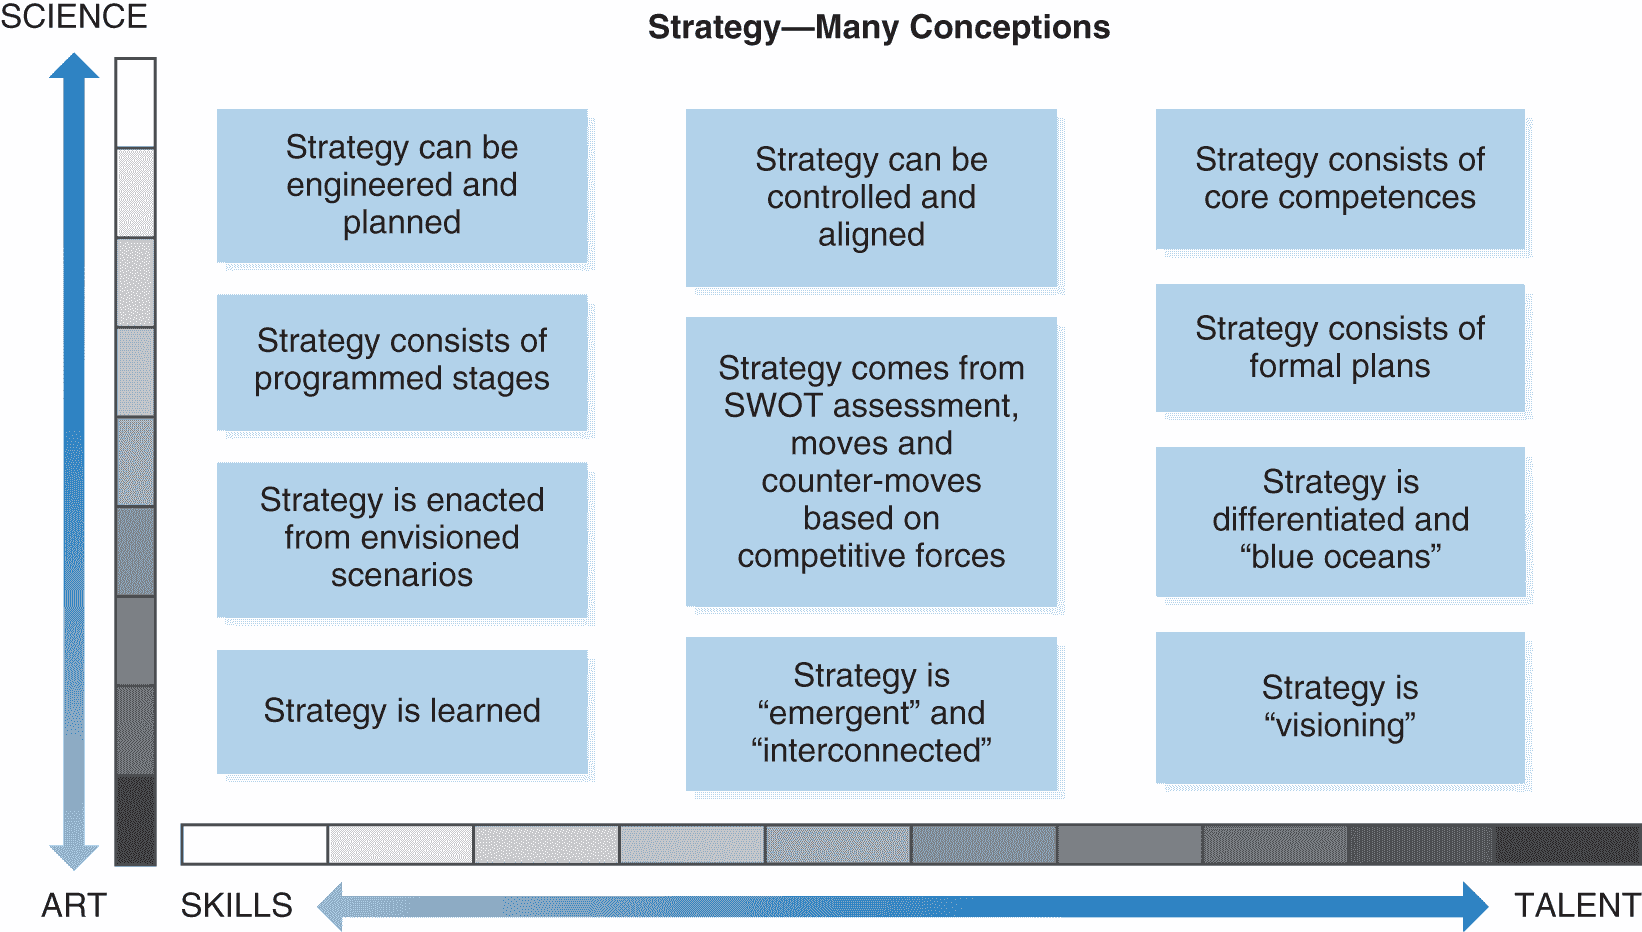 SCIENCE
Strategy—Many Conceptions
Strategy can be
engineered and
planned
Strategy can be
controlled and
aligned
Strategy consists of
core competences
Strategy consists of
programmed stages
Strategy comes from
SWOT assessment,
moves and
counter-moves
based on
competitive forces
Strategy consists of
formal plans
Strategy is enacted
from envisioned
scenarios
Strategy is
differentiated and
“blue oceans”
Strategy is learned
Strategy is
“emergent” and
“interconnected”
Strategy is
“visioning”
ART
SKILLS
TALENT